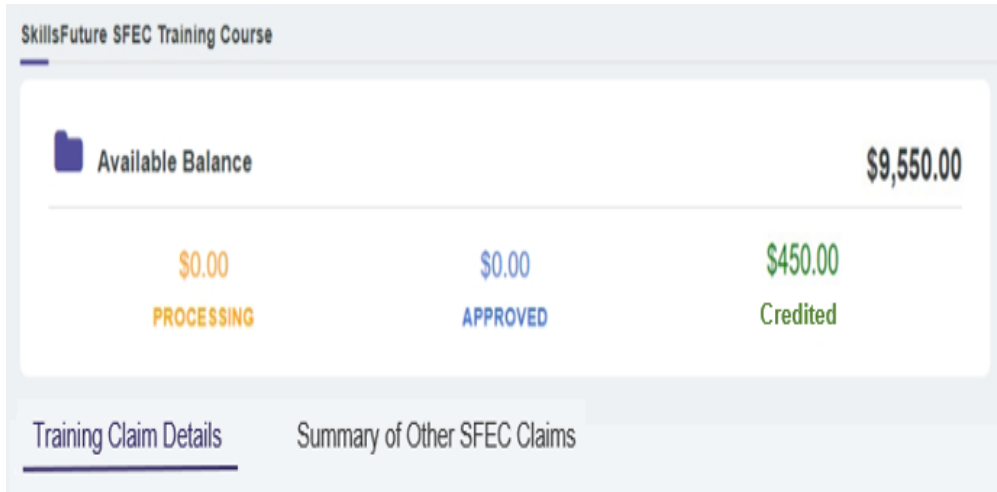 SkillsFuture SFEC Training Course
Available Balance $9,550.00
$0.00 $0.00 $450.00
PROCESSING APPROVED Credited
Training Claim Details Summary of Other SFEC Claims